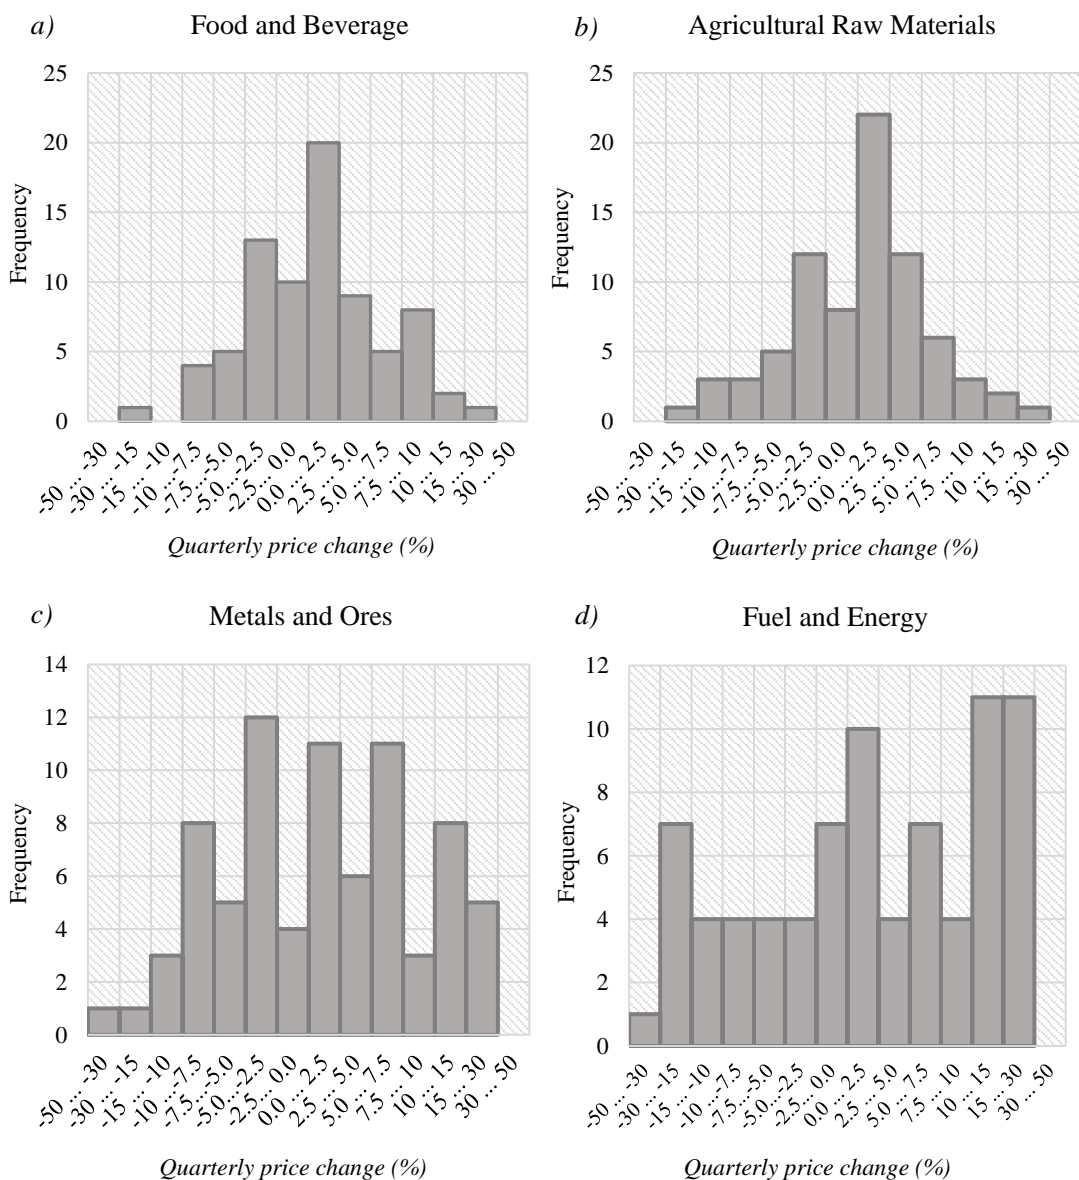 a) Food and Beverage
25
20
15
10
5
0
Frequency
-50 ... -30
-30 ... -15
-15 ... -10
-10 ... -7.5
-7.5 ... -5.0
-5.0 ... -2.5
-2.5 ... 0.0
0.0 ... 2.5
2.5 ... 5.0
5.0 ... 7.5
7.5 ... 10
10 ... 15
15 ... 30
30 ... 50
Quarterly price change (%)
b) Agricultural Raw Materials
25
20
15
10
5
0
Frequency
-50 ... -30
-30 ... -15
-15 ... -10
-10 ... -7.5
-7.5 ... -5.0
-5.0 ... -2.5
-2.5 ... 0.0
0.0 ... 2.5
2.5 ... 5.0
5.0 ... 7.5
7.5 ... 10
10 ... 15
15 ... 30
30 ... 50
Quarterly price change (%)
c) Metals and Ores
14
12
10
8
6
4
2
0
Frequency
-50 ... -30
-30 ... -15
-15 ... -10
-10 ... -7.5
-7.5 ... -5.0
-5.0 ... -2.5
-2.5 ... 0.0
0.0 ... 2.5
2.5 ... 5.0
5.0 ... 7.5
7.5 ... 10
10 ... 15
15 ... 30
30 ... 50
Quarterly price change (%)
d) Fuel and Energy
12
10
8
6
4
2
0
Frequency
-50 ... -30
-30 ... -15
-15 ... -10
-10 ... -7.5
-7.5 ... -5.0
-5.0 ... -2.5
-2.5 ... 0.0
0.0 ... 2.5
2.5 ... 5.0
5.0 ... 7.5
7.5 ... 10
10 ... 15
15 ... 30
30 ... 50
Quarterly price change (%)